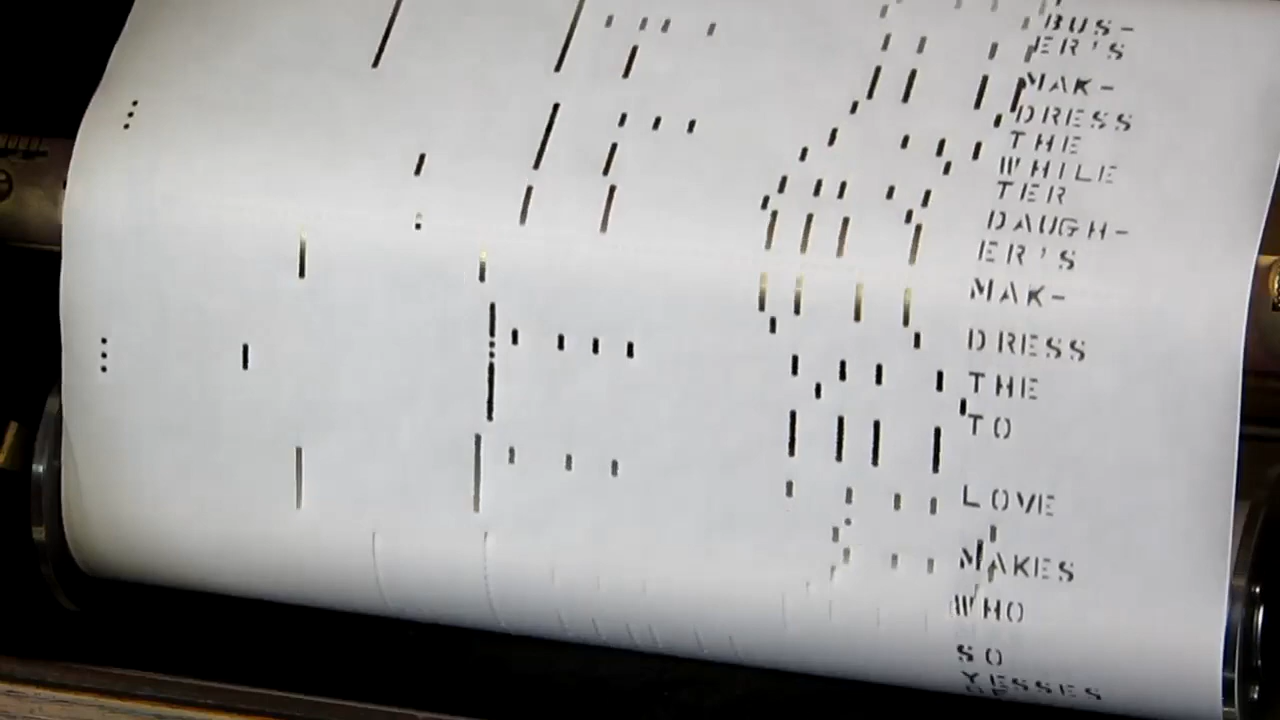 BUS-
ER'S
MAK-
DRESS
THE
WHILE
TER
DAUGH-
ER'S
MAK-
DRESS
THE
TO
LOVE
MAKES
WHO
SO
YESSES